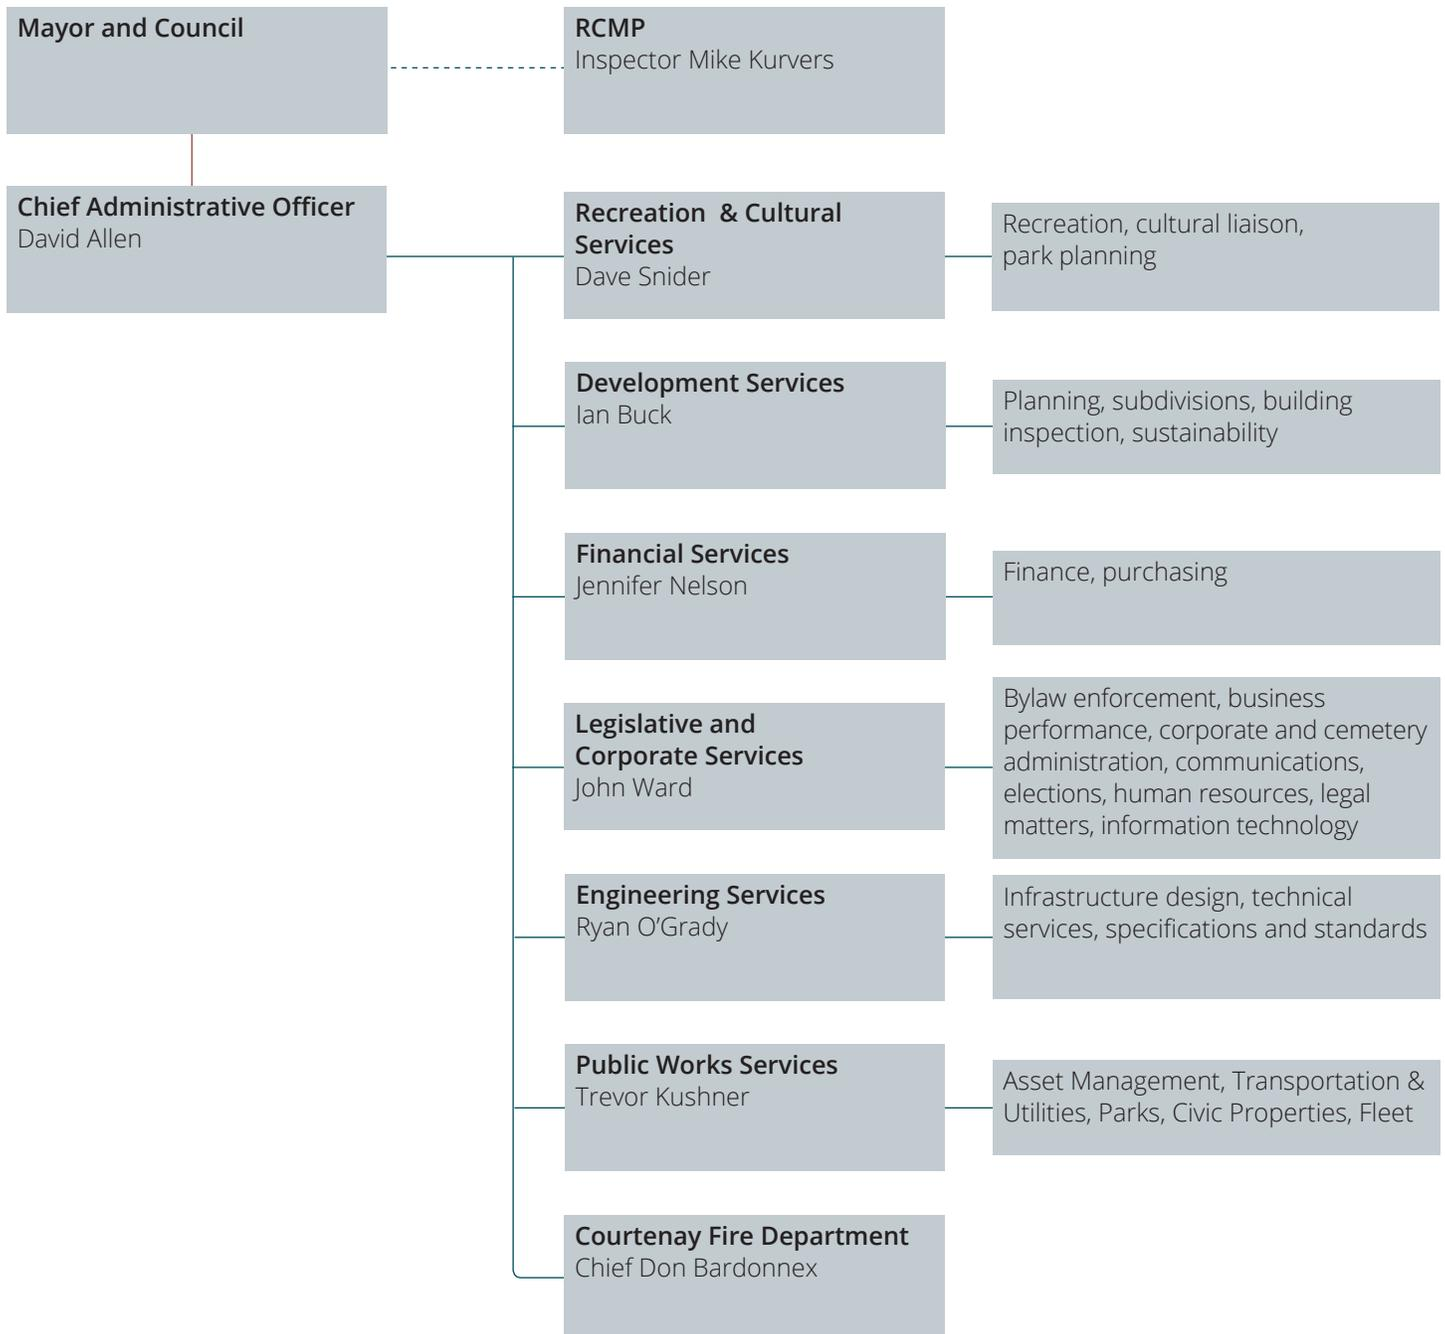 Mayor and Council
RCMP
Inspector Mike Kurvers
Chief Administrative Officer
David Allen
Recreation  & Cultural
Services
Dave Snider
Recreation, cultural liaison,
park planning
Development Services
Ian Buck
Planning, subdivisions, building
inspection, sustainability
Financial Services
Jennifer Nelson
Finance, purchasing
Legislative and
Corporate Services
John Ward
Bylaw enforcement, business
performance, corporate and cemetery
administration, communications,
elections, human resources, legal
matters, information technology
Engineering Services
Ryan O’Grady
Infrastructure design, technical
services, specifications and standards
Public Works Services
Trevor Kushner
Asset Management, Transportation &
Utilities, Parks, Civic Properties, Fleet
Courtenay Fire Department
Chief Don Bardonnex